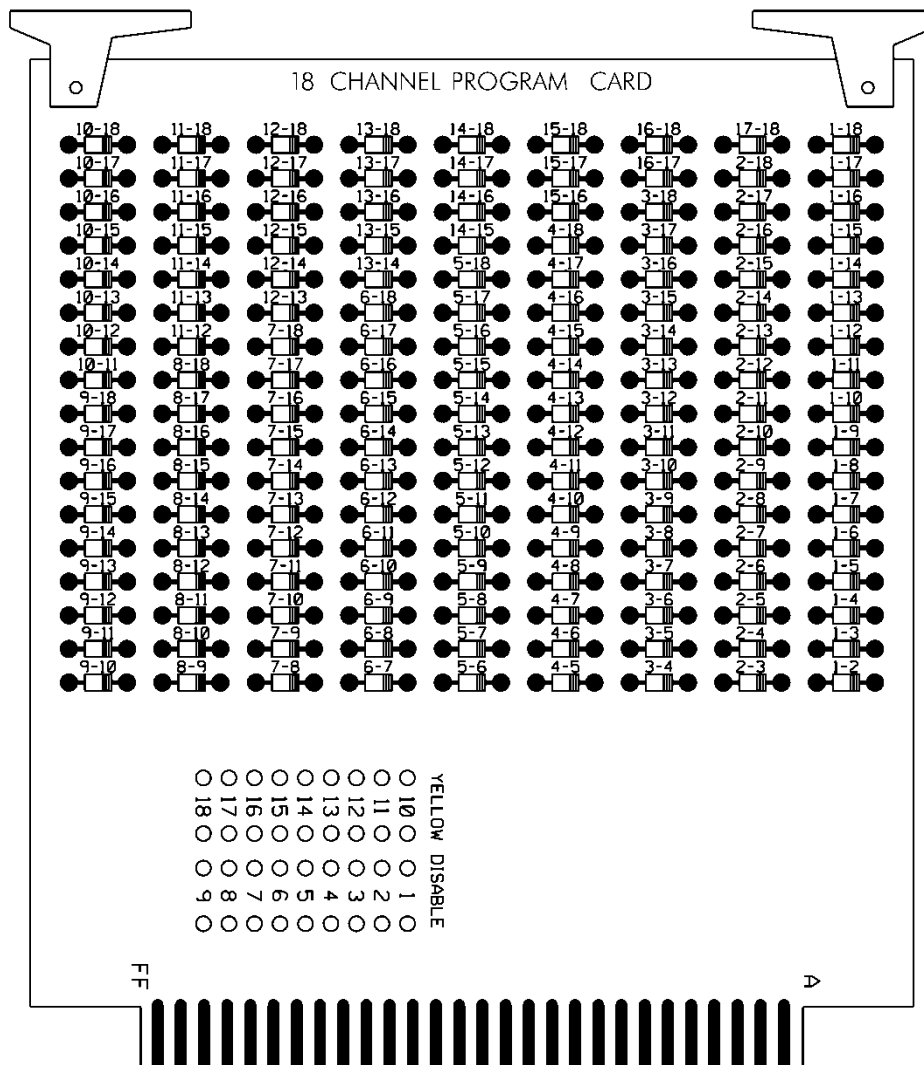 18 CHANNEL PROGRAM CARD
10-18 11-18 12-18 13-18 14-18 15-18 16-18 17-18 1-18
10-17 11-17 12-17 13-17 14-17 15-17 16-17 2-18 1-17
10-16 11-16 12-16 13-16 14-16 15-16 3-18 2-17 1-16
10-15 11-15 12-15 13-15 14-15 4-18 3-17 2-16 1-15
10-14 11-14 12-14 13-14 5-18 4-17 3-16 2-15 1-14
10-13 11-13 12-13 6-18 5-17 4-16 3-15 2-14 1-13
10-12 11-12 7-18 6-17 5-16 4-15 3-14 2-13 1-12
10-11 8-18 7-17 6-16 5-15 4-14 3-13 2-12 1-11
9-18 8-17 7-16 6-15 5-14 4-13 3-12 2-11 1-10
9-17 8-16 7-15 6-14 5-13 4-12 3-11 2-10 1-9
9-16 8-15 7-14 6-13 5-12 4-11 3-10 2-9 1-8
9-15 8-14 7-13 6-12 5-11 4-10 3-9 2-8 1-7
9-14 8-13 7-12 6-11 5-10 4-9 3-8 2-7 1-6
9-13 8-12 7-11 6-10 5-9 4-8 3-7 2-6 1-5
9-12 8-11 7-10 6-9 5-8 4-7 3-6 2-5 1-4
9-11 8-10 7-9 6-8 5-7 4-6 3-5 2-4 1-3
9-10 8-9 7-8 6-7 5-6 4-5 3-4 2-3 1-2
YELLOW DISABLE
10 1
11 2
12 3
13 4
14 5
15 6
16 7
17 8
18 9
FF
A